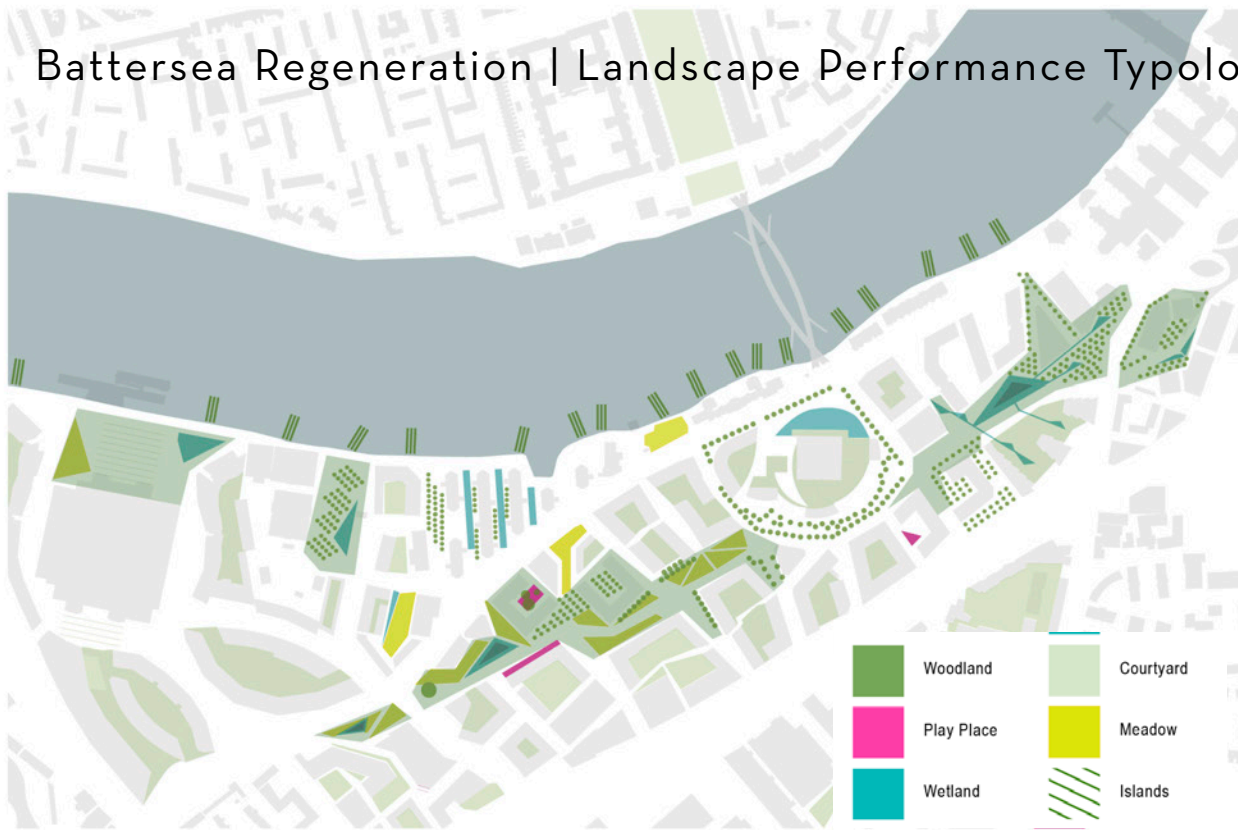 Battersea Regeneration | Landscape Performance Typolo
Woodland
Courtyard
Play Place
Meadow
Wetland
Islands